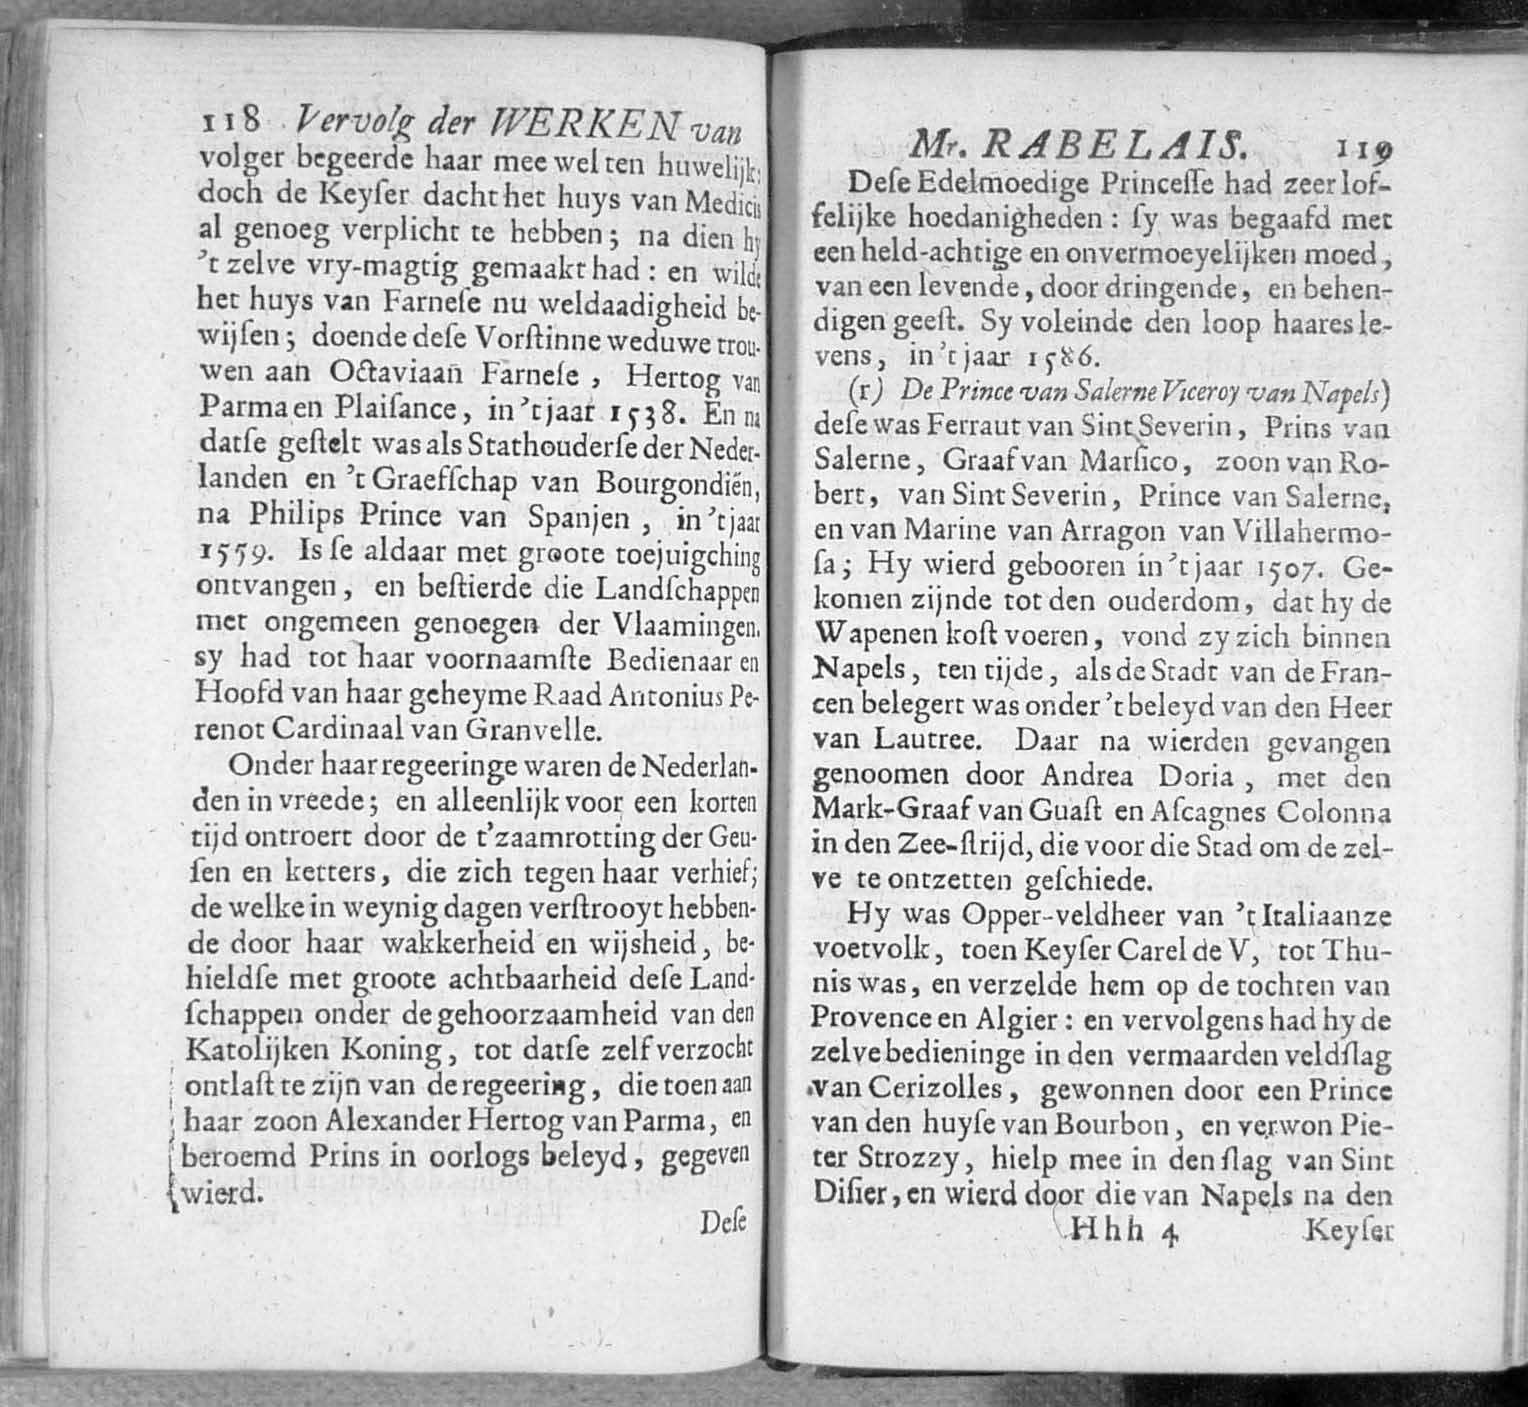 118 Vervolg der WERKEN van
volger begeerde haar mee wel ten huwelijk:
doch de Keyſer dacht het huys van Medicis
al genoeg verplicht te hebben; na dien hy
't zelve vry-magtig gemaakt had: en wilde
het huys van Farneſe nu weldaadigheid be-
wijſen; doende deſe Vorſtinne weduwe trou-
wen aan Octaviaan Farneſe, Hertog van
Parma en Plaiſance, in 't jaar 1538. En na
datſe geſtelt was als Stathouderſe der Neder-
landen en 't Graefſchap van Bourgondiën,
na Philips Prince van Spanjen, in 't jaar
1559. Is ſe aldaar met groote toejuigching
ontvangen, en beſtierde die Landſchappen
met ongemeen genoegen der Vlaamingen.
sy had tot haar voornaamſte Bedienaar en
Hoofd van haar geheyme Raad Antonius Pe-
renot Cardinaal van Granvelle.
Onder haar regeeringe waren de Nederlan-
den in vreede; en alleenlijk voor een korten
tijd ontroert door de t'zaamrotting der Geu-
ſen en ketters, die zich tegen haar verhief;
de welke in weynig dagen verſtrooyt hebben-
de door haar wakkerheid en wijsheid, be-
hieldſe met groote achtbaarheid deſe Land-
ſchappen onder de gehoorzaamheid van den
Katolijken Koning, tot datſe zelf verzocht
ontlaſt te zijn van de regeering, die toen aan
haar zoon Alexander Hertog van Parma, en
beroemd Prins in oorlogs beleyd, gegeven
wierd.
Deſe
Mr. RABELAIS. 119
Deſe Edelmoedige Princeſſe had zeer lof-
felijke hoedanigheden: ſy was begaafd met
een held-achtige en onvermoeyelijken moed,
van een levende, door dringende, en behen-
digen geeſt. Sy voleinde den loop haares le-
vens, in 't jaar 1586.
(r) De Prince van Salerne Viceroy van Napels)
deſe was Ferraut van Sint Severin, Prins van
Salerne, Graaf van Marſico, zoon van Ro-
bert, van Sint Severin, Prince van Salerne,
en van Marine van Arragon van Villahermo-
ſa; Hy wierd gebooren in 't jaar 1507. Ge-
komen zijnde tot den ouderdom, dat hy de
Wapenen koſt voeren, vond zy zich binnen
Napels, ten tijde, als de Stadt van de Fran-
cen belegert was onder 't beleyd van den Heer
van Lautree. Daar na wierden gevangen
genoomen door Andrea Doria, met den
Mark-Graaf van Guaſt en Aſcagnes Colonna
in den Zee-ſtrijd, die voor die Stad om de zel-
ve te ontzetten geſchiede.
Hy was Opper-veldheer van 't Italiaanze
voetvolk, toen Keyſer Carel de V, tot Thu-
nis was, en verzelde hem op de tochten van
Provence en Algier: en vervolgens had hy de
zelve bedieninge in den vermaarden veldſlag
van Cerizolles, gewonnen door een Prince
van den huyſe van Bourbon, en verwon Pie-
ter Strozzy, hielp mee in den ſlag van Sint
Diſier, en wierd door die van Napels na den
Hhh 4 Keyſer